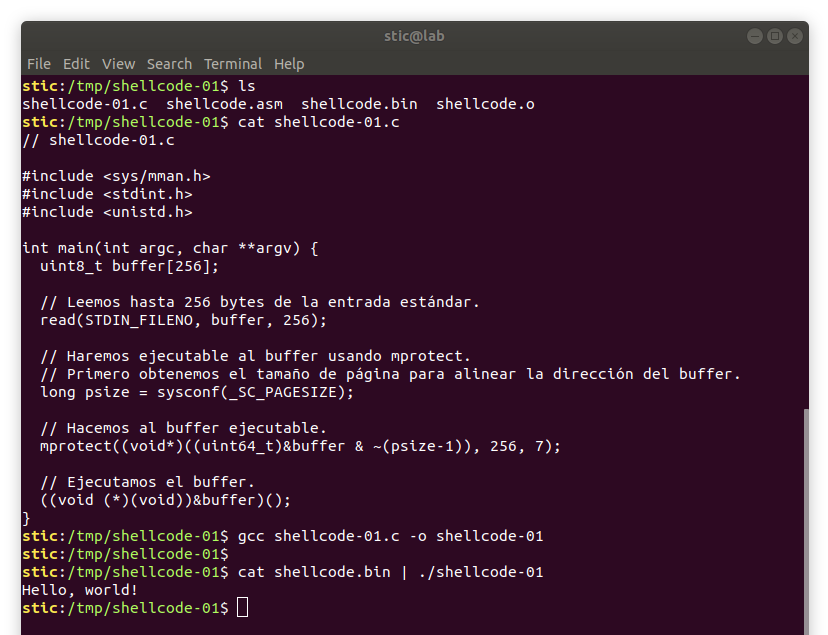 stic@lab
File Edit View Search Terminal Help
stic:/tmp/shellcode-01$ ls
shellcode-01.c  shellcode.asm  shellcode.bin  shellcode.o
stic:/tmp/shellcode-01$ cat shellcode-01.c
// shellcode-01.c

#include <sys/mman.h>
#include <stdint.h>
#include <unistd.h>

int main(int argc, char **argv) {
  uint8_t buffer[256];

  // Leemos hasta 256 bytes de la entrada estándar.
  read(STDIN_FILENO, buffer, 256);

  // Haremos ejecutable al buffer usando mprotect.
  // Primero obtenemos el tamaño de página para alinear la dirección del buffer.
  long psize = sysconf(_SC_PAGESIZE);

  // Hacemos al buffer ejecutable.
  mprotect((void*)((uint64_t)&buffer & ~(psize-1)), 256, 7);

  // Ejecutamos el buffer.
  ((void (*)(void))&buffer)();
}
stic:/tmp/shellcode-01$ gcc shellcode-01.c -o shellcode-01
stic:/tmp/shellcode-01$
stic:/tmp/shellcode-01$ cat shellcode.bin | ./shellcode-01
Hello, world!
stic:/tmp/shellcode-01$